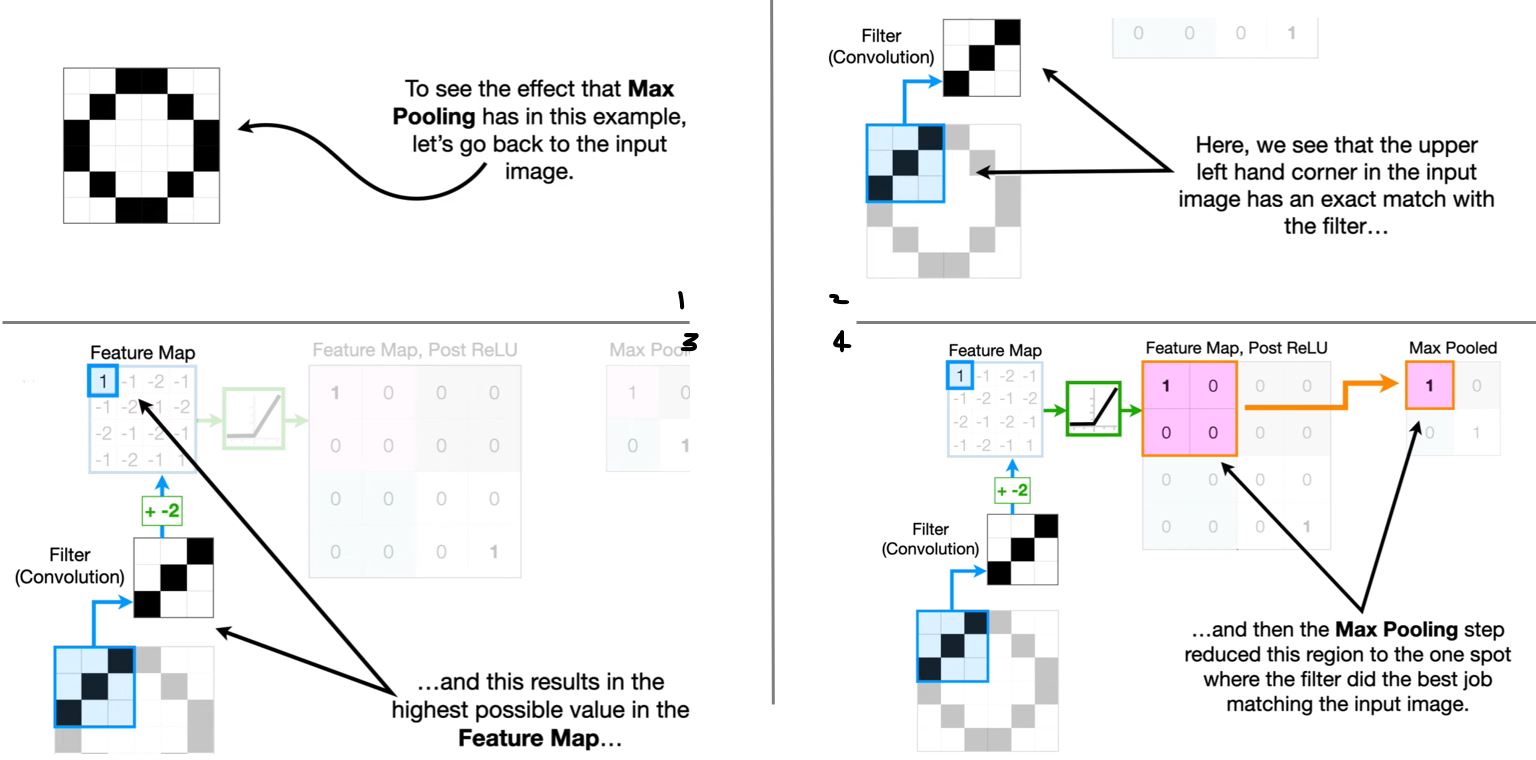 To see the effect that Max
Pooling has in this example,
let's go back to the input
image.
1
Filter
(Convolution)
0 0 0 1
Here, we see that the upper
left hand corner in the input
image has an exact match with
the filter…
2
3
Feature Map
Feature Map, Post ReLU
Max Pool
1 -1 -2 -1
-1 -2 -1 -2
-2 -1 -2 -1
-1 -2 -1 1
1 0 0 0
0 0 0 0
0 0 0 0
0 0 0 1
1 0
0 1
+ -2
Filter
(Convolution)
…and this results in the
highest possible value in the
Feature Map…
4
Feature Map
Feature Map, Post ReLU
Max Pooled
1 -1 -2 -1
-1 -2 -1 -2
-2 -1 -2 -1
-1 -2 -1 1
1 0 0 0
0 0 0 0
0 0 0 0
0 0 0 1
1 0
0 1
+ -2
Filter
(Convolution)
…and then the Max Pooling step
reduced this region to the one spot
where the filter did the best job
matching the input image.